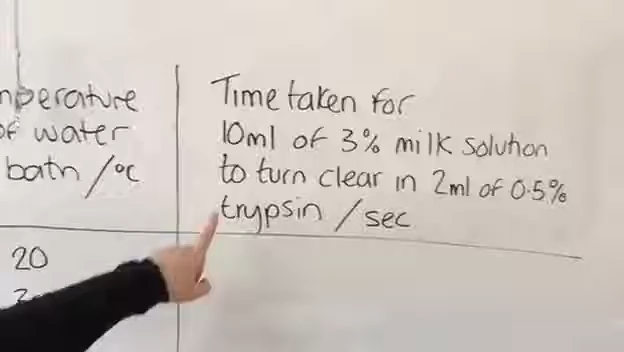 Time taken for
10ml of 3% milk solution
to turn clear in 2ml of 0.5%
trypsin /sec
nperature
of water
bath /°C
20